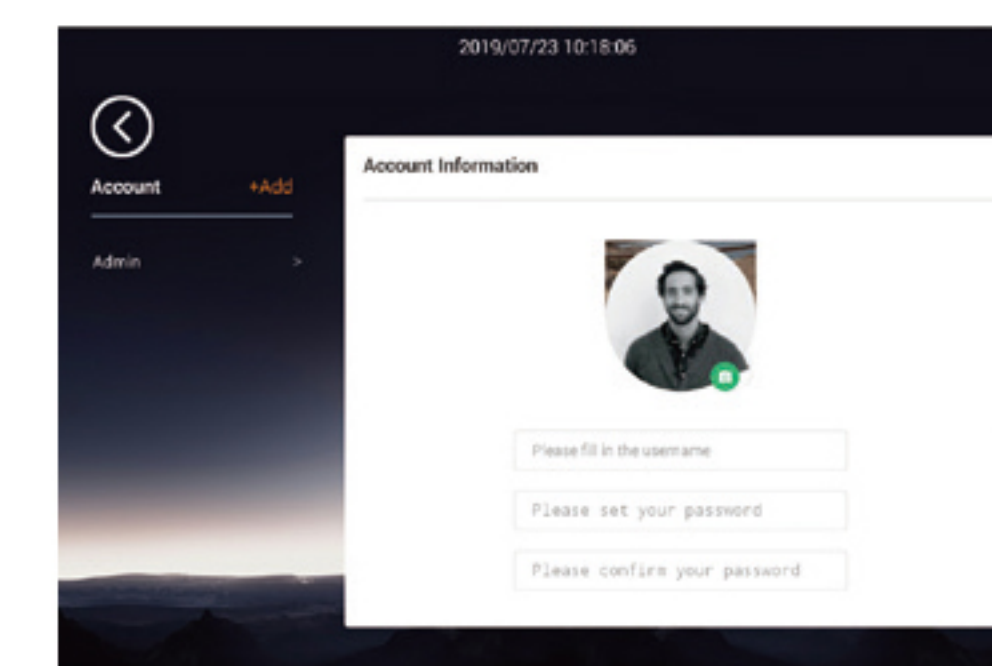 2019/07/23 10:18:06
Account +Add
Admin >
Account Information
Please fill in the username
Please set your password
Please confirm your password